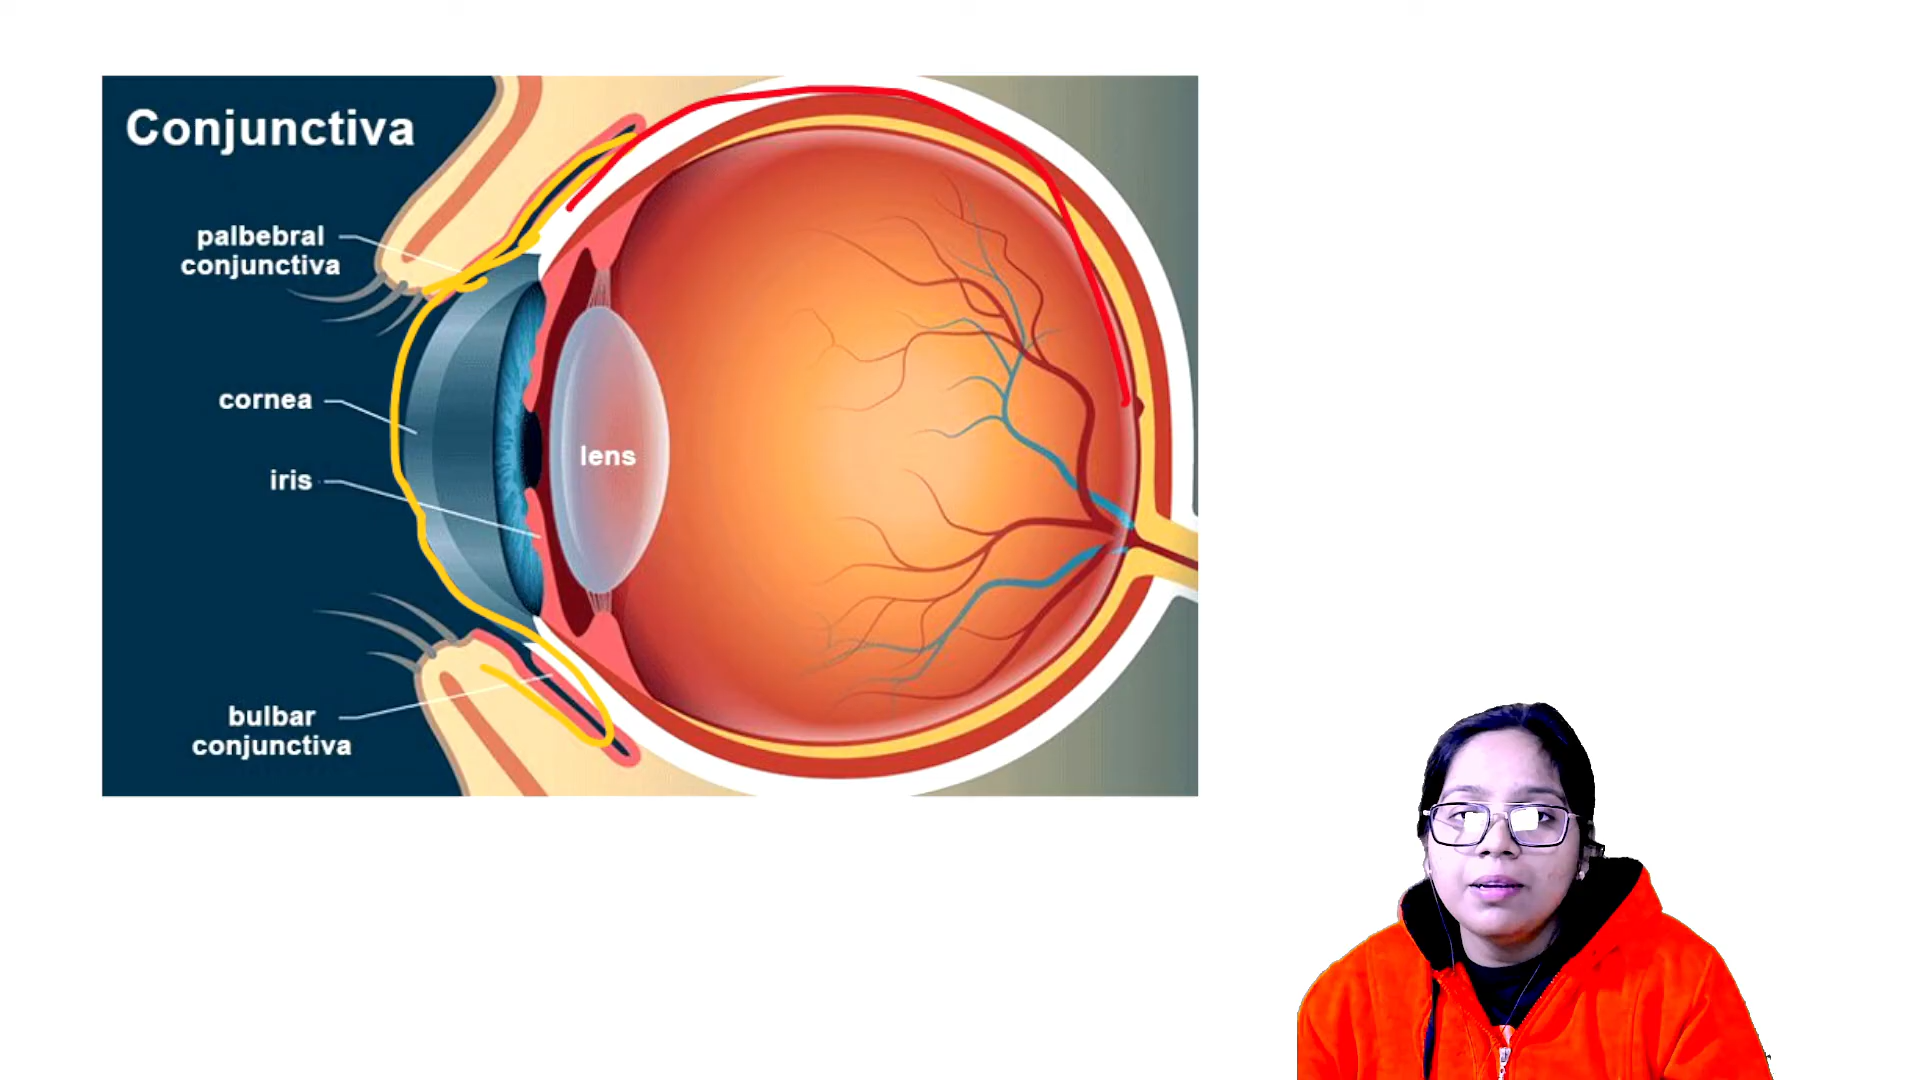 Conjunctiva
palbebral
conjunctiva
cornea
iris
lens
bulbar
conjunctiva